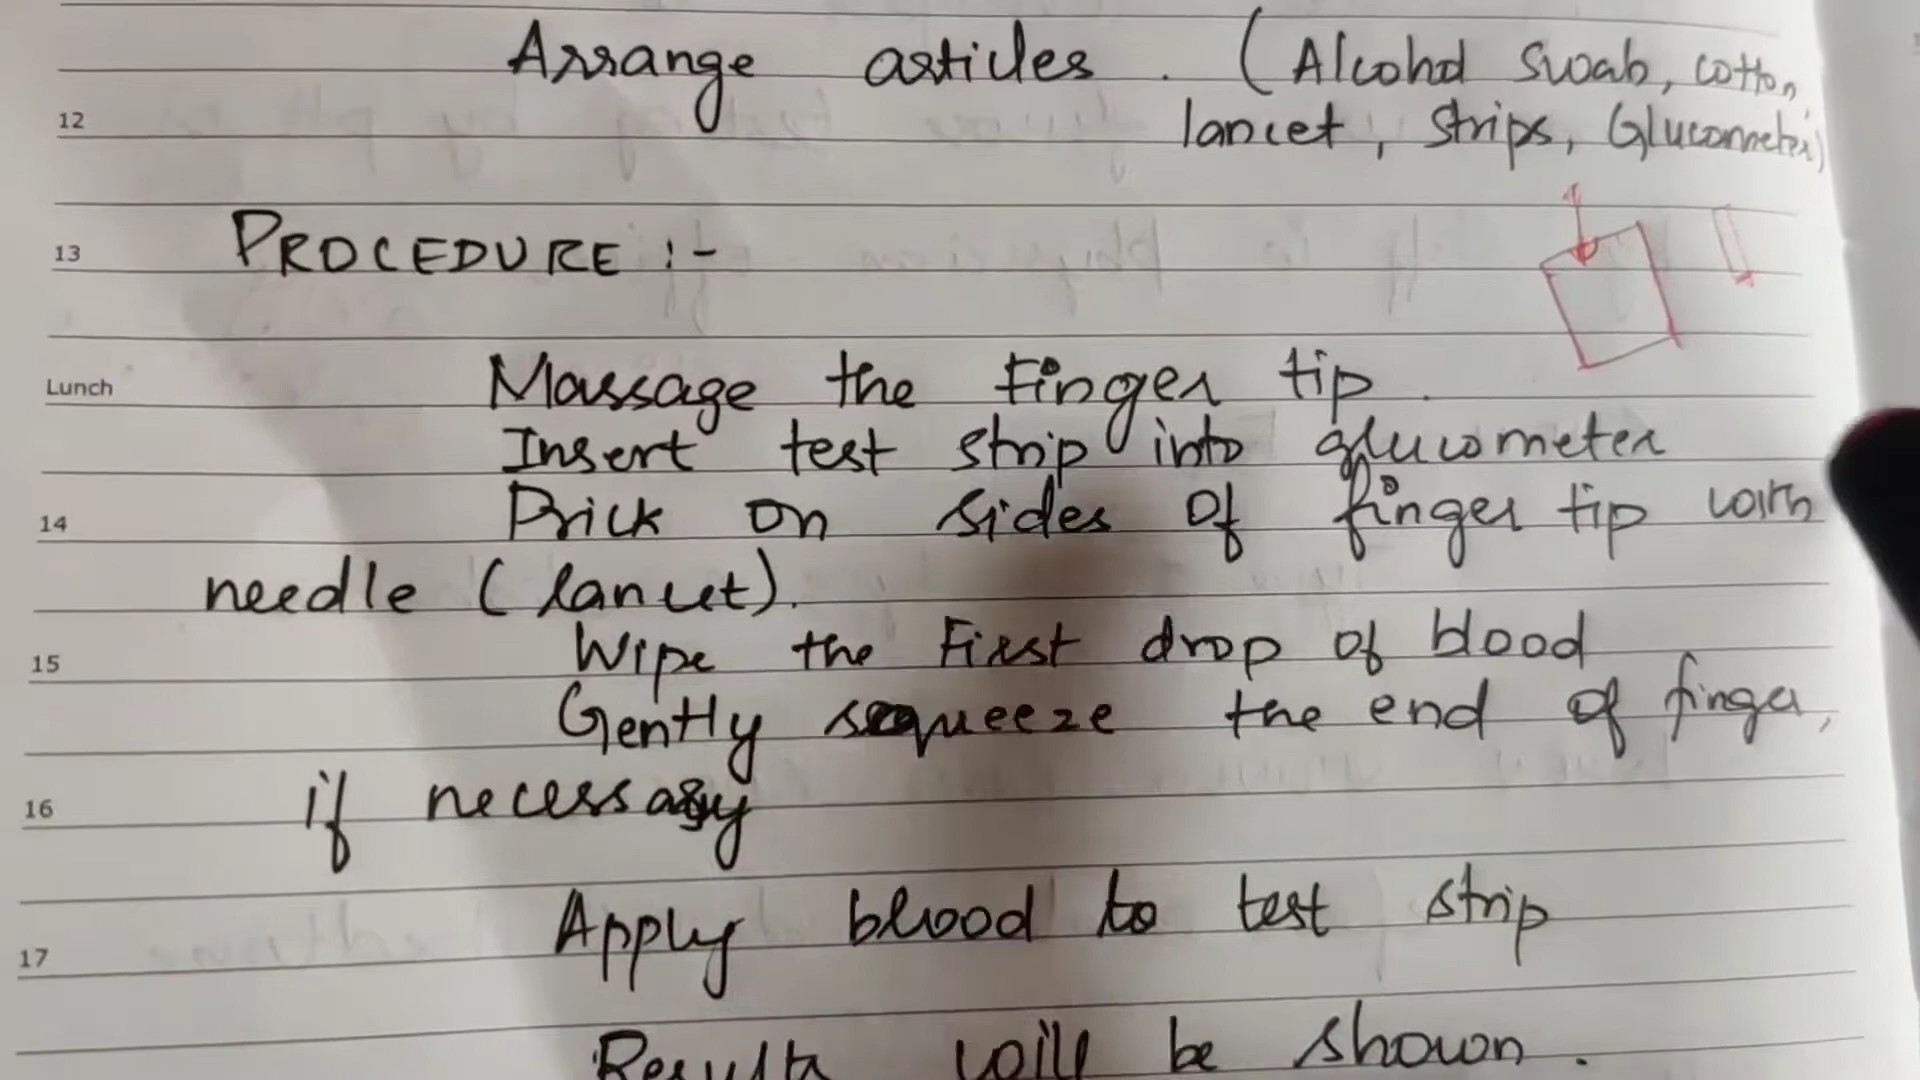 Arrange articles. (Alcohol swab, cotton,
12
lancet, strips, Glucometer)
13 PROCEDURE :-
Lunch Massage the finger tip.
Insert test strip into glucometer
14 Prick on sides of finger tip with
needle (lancet).
15 Wipe the First drop of blood
Gently squeeze the end of finger,
16 if necessary
Apply blood to test strip
17
Results will be shown.